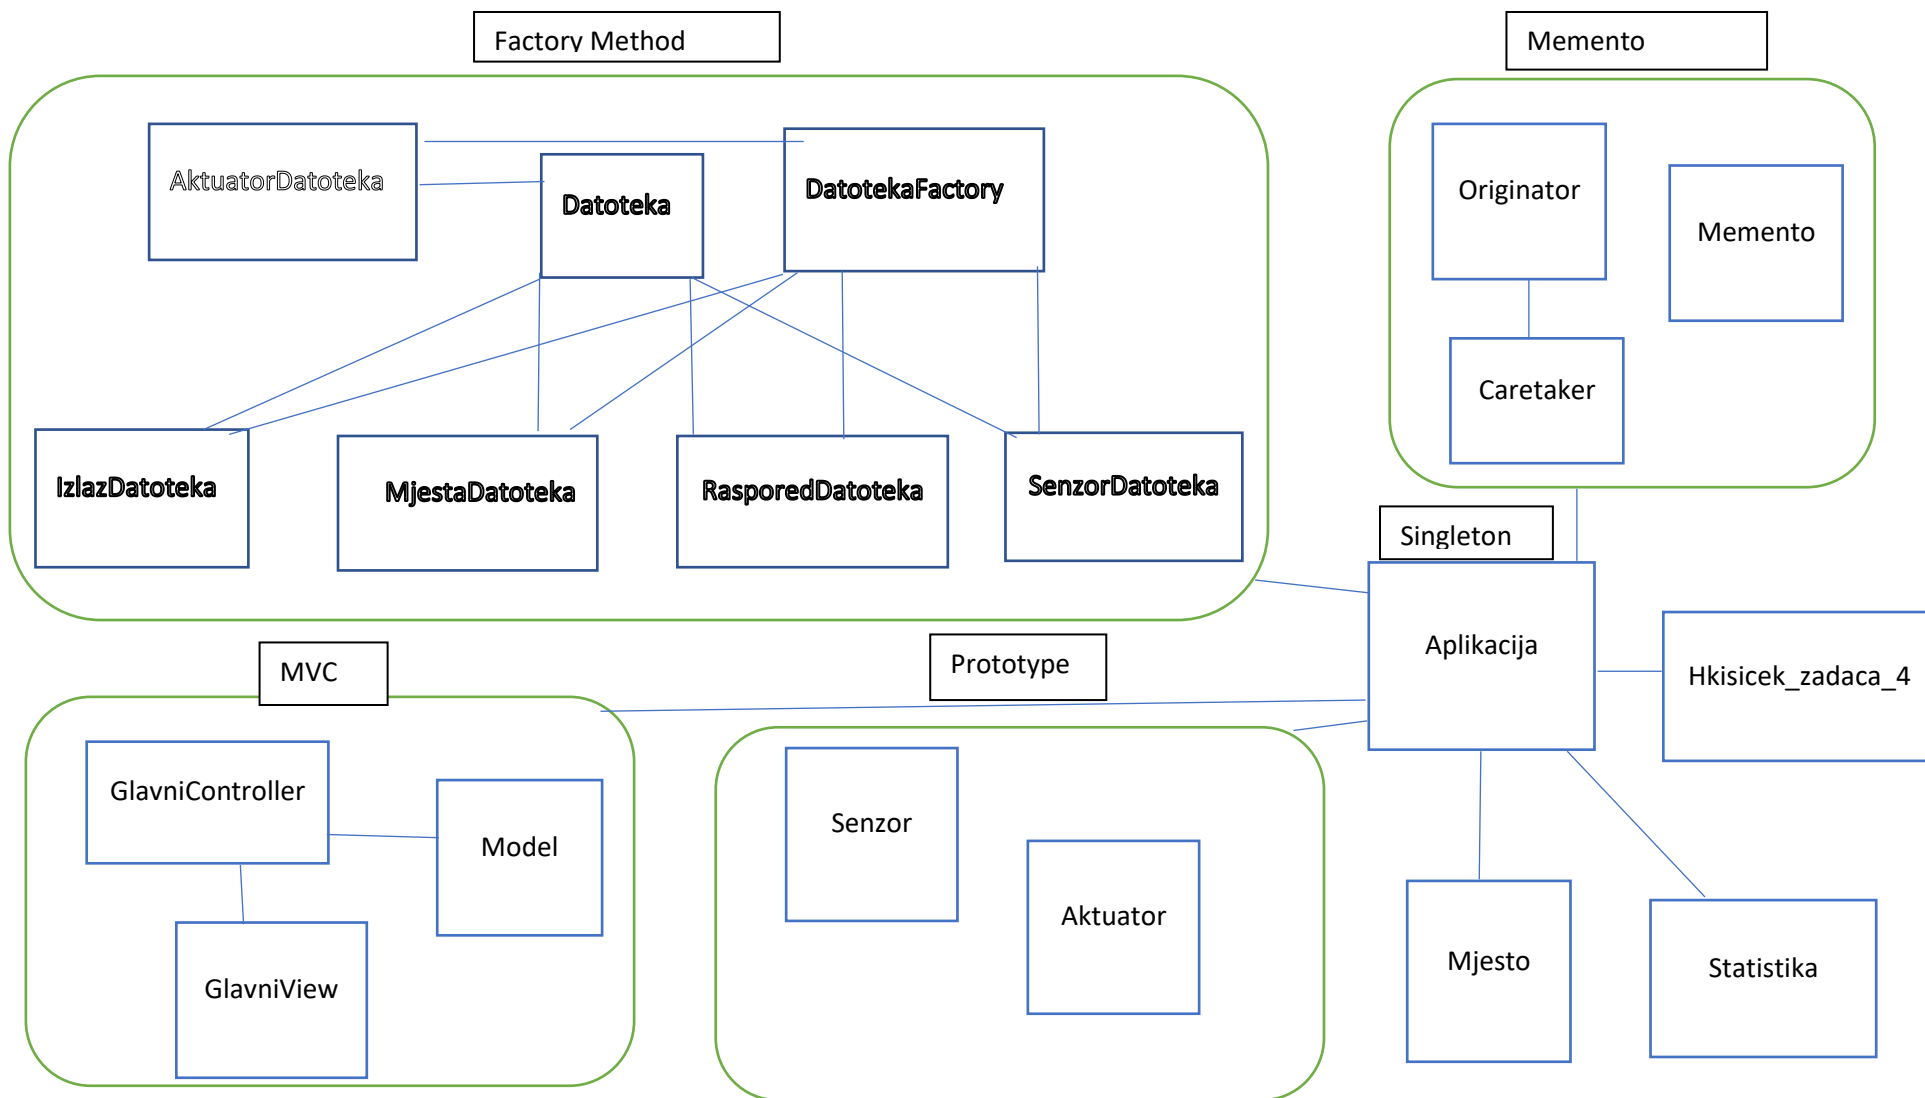 Factory Method
Memento
AktuatorDatoteka
Datoteka
DatotekaFactory
Originator
Memento
Caretaker
IzlazDatoteka
MjestaDatoteka
RasporedDatoteka
SenzorDatoteka
Singleton
Aplikacija
Hkisicek_zadaca_4
MVC
Prototype
GlavniController
Model
GlavniView
Senzor
Aktuator
Mjesto
Statistika